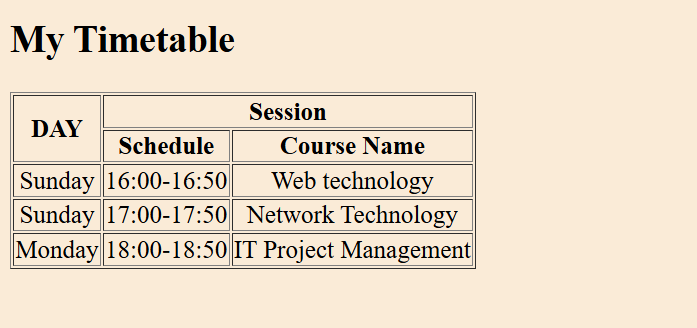 My Timetable
DAY Session
Schedule Course Name
Sunday 16:00-16:50 Web technology
Sunday 17:00-17:50 Network Technology
Monday 18:00-18:50 IT Project Management